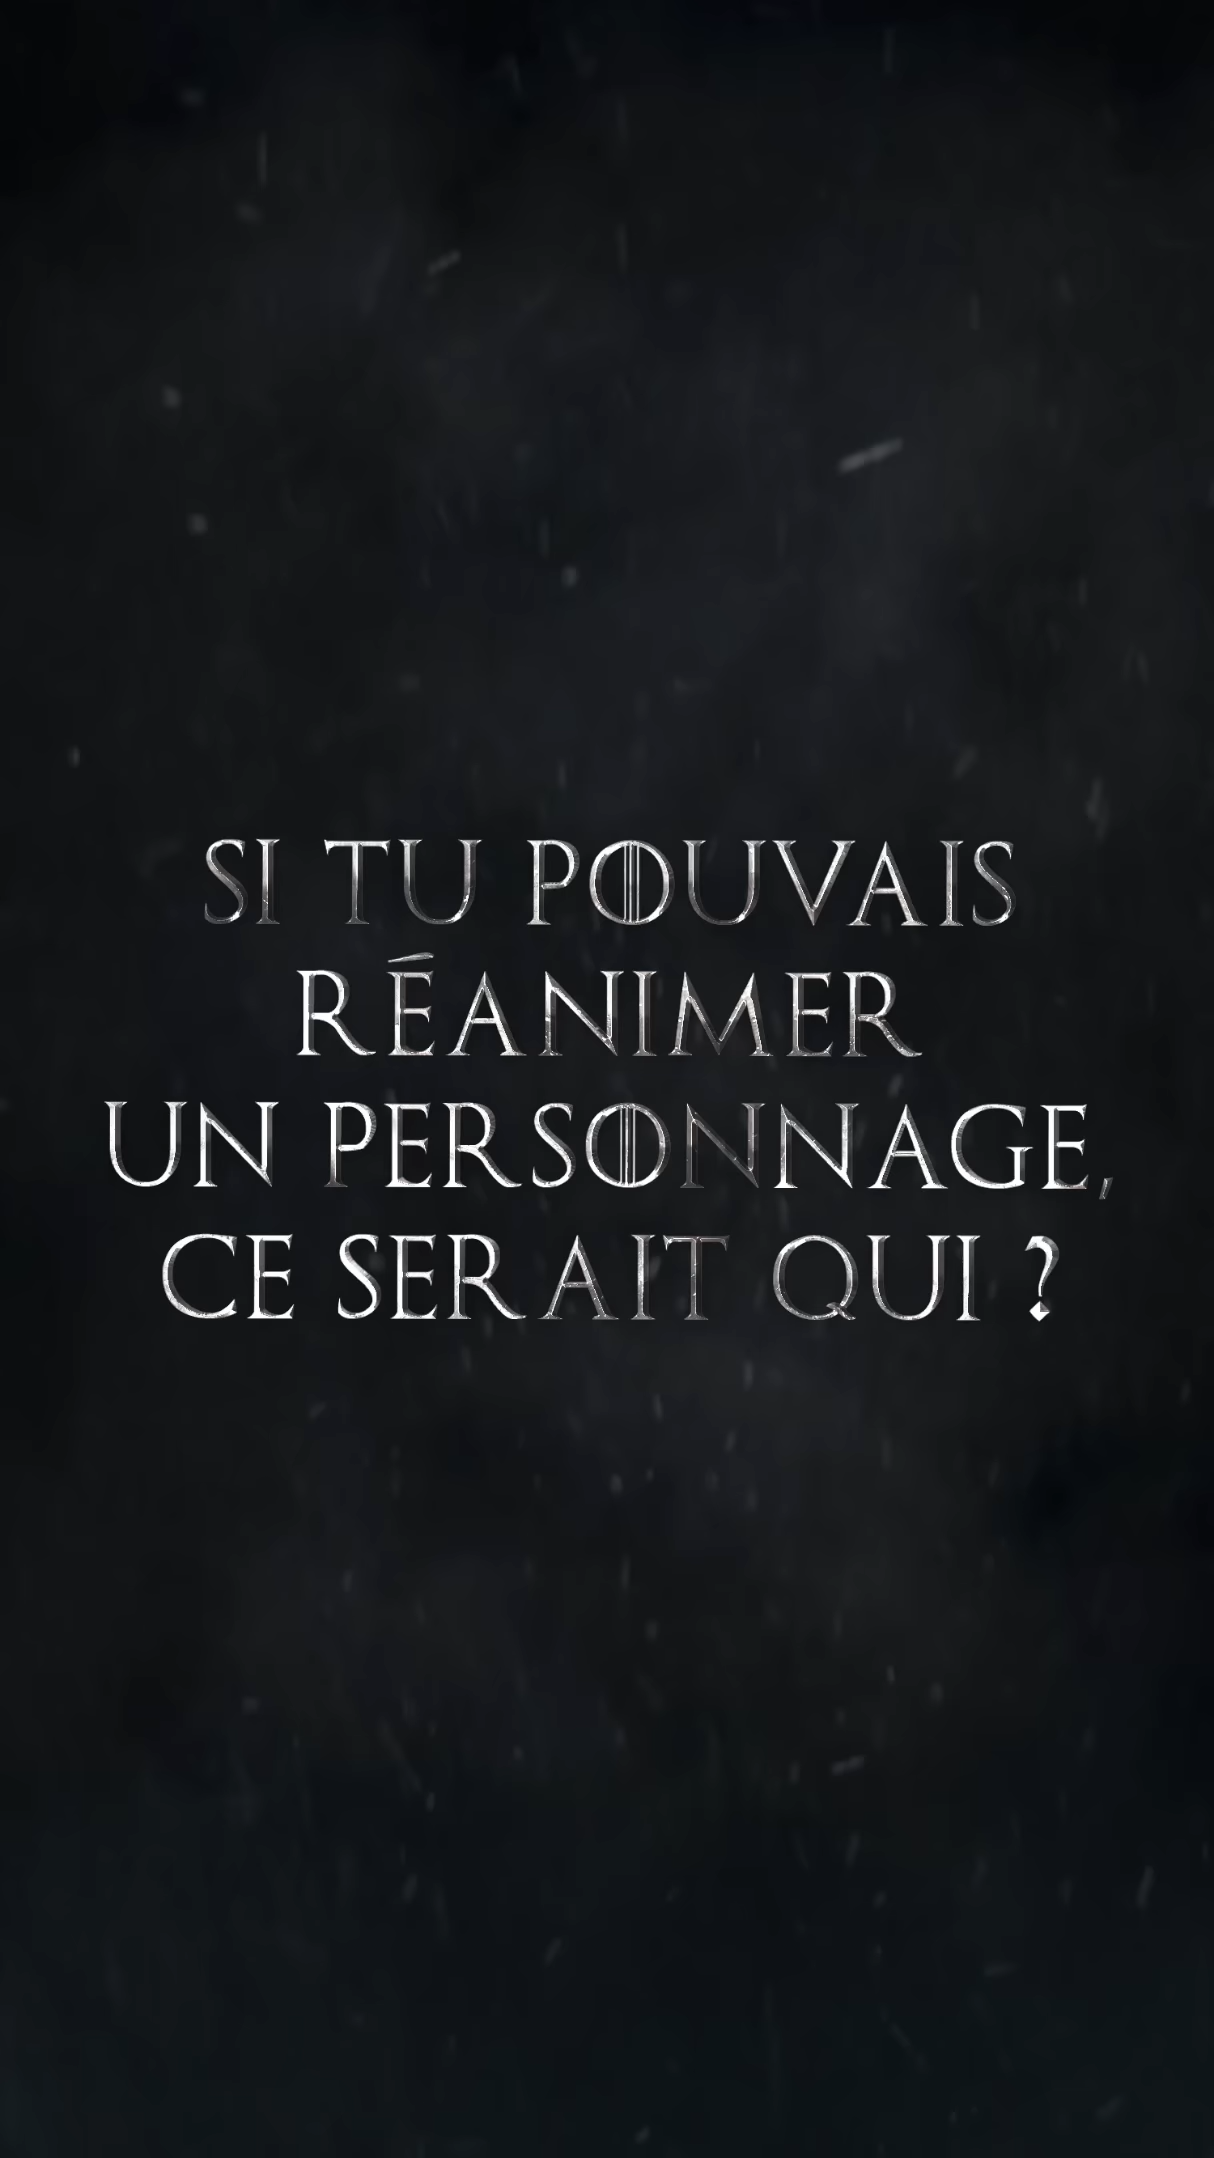 SI TU POUVAIS
RÉANIMER
UN PERSONNAGE,
CE SERAIT QUI ?